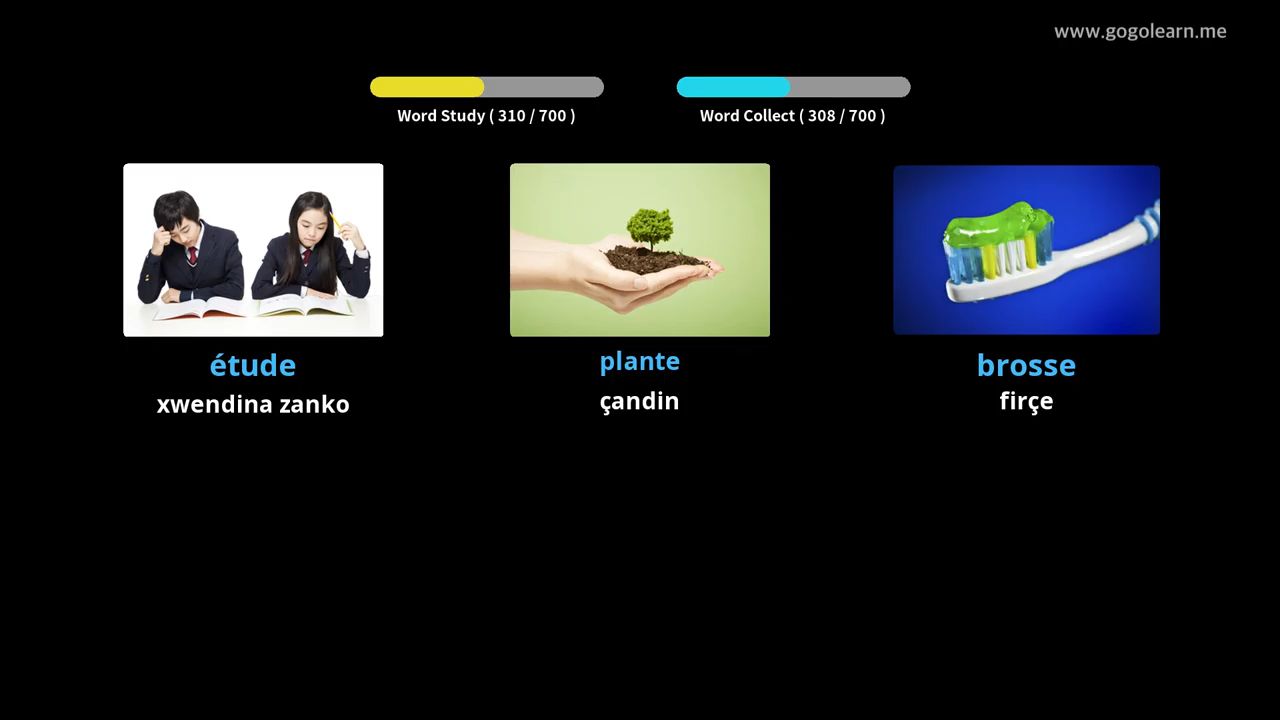 www.gogolearn.me
Word Study ( 310 / 700 )
Word Collect ( 308 / 700 )
étude
plante
brosse
xwendina zanko
çandin
firçe